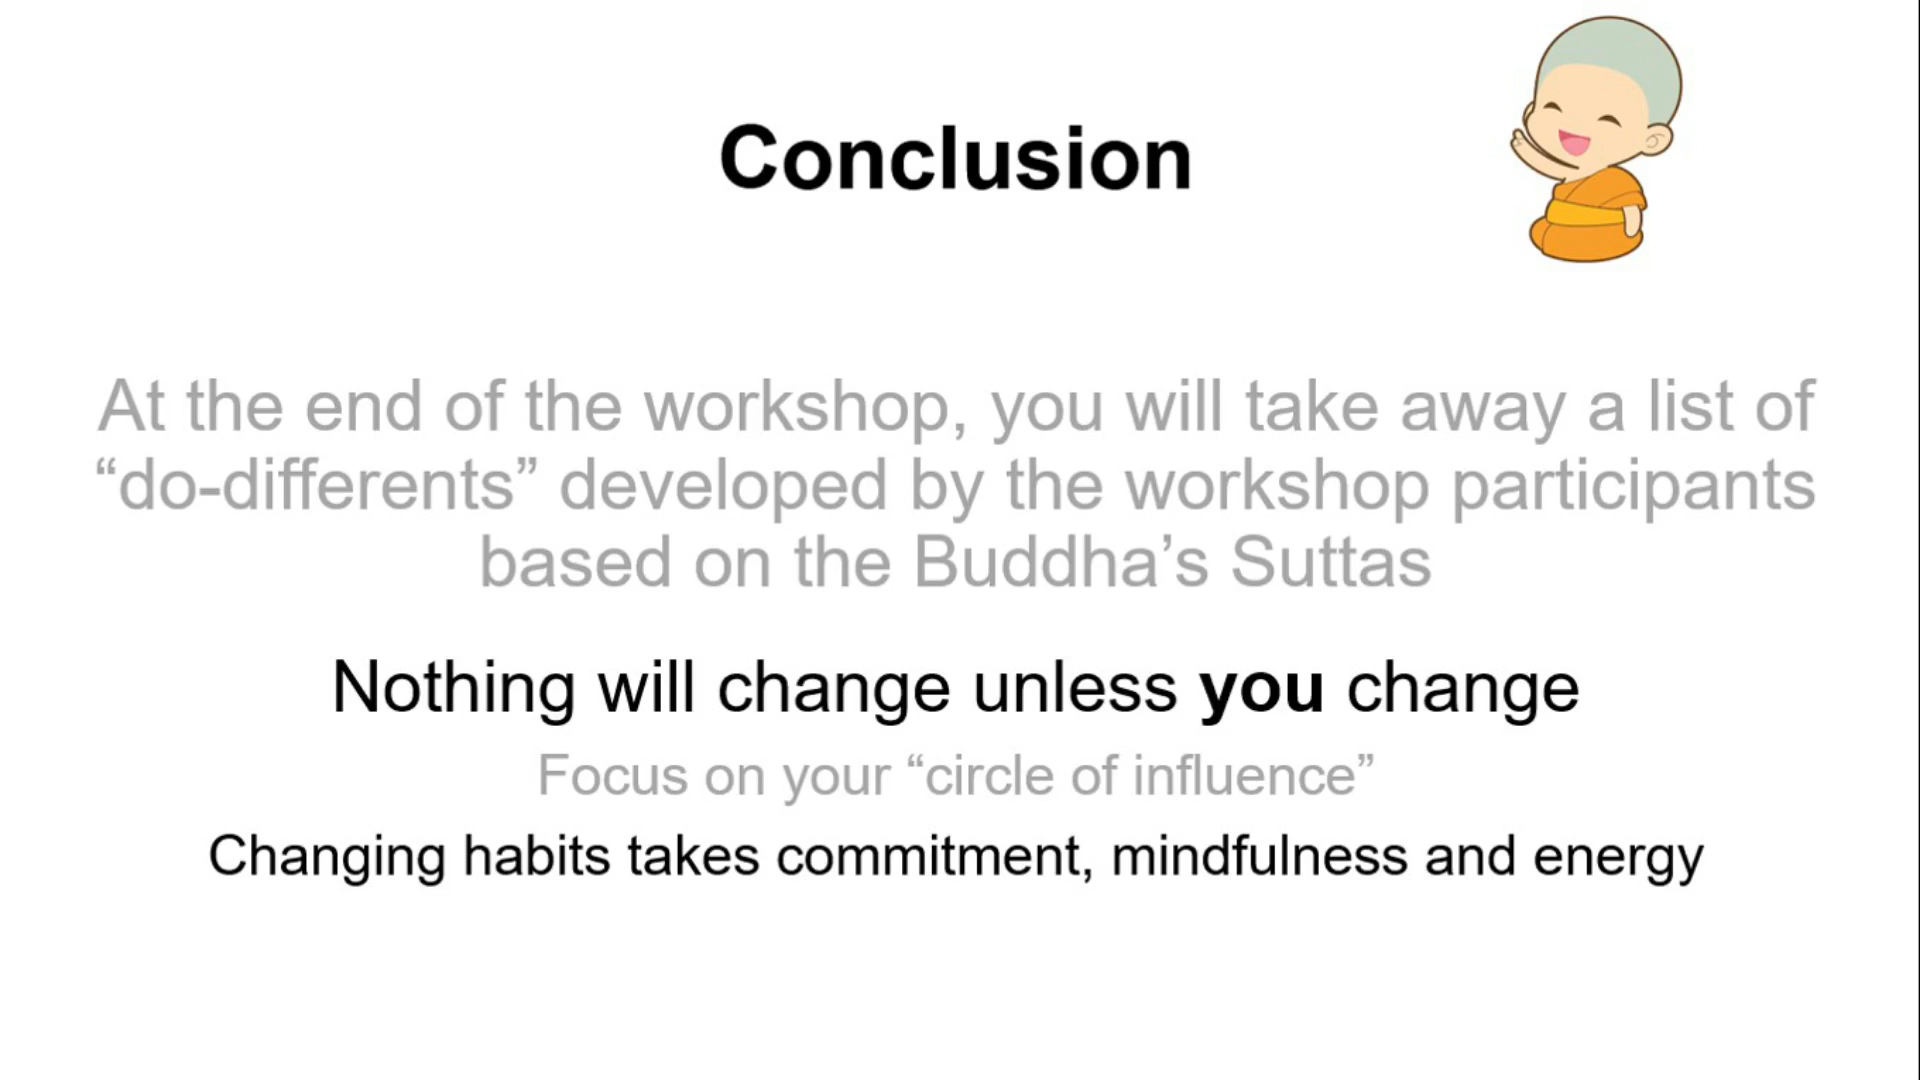 Conclusion
At the end of the workshop, you will take away a list of
“do-differents” developed by the workshop participants
based on the Buddha’s Suttas
Nothing will change unless you change
Focus on your “circle of influence”
Changing habits takes commitment, mindfulness and energy